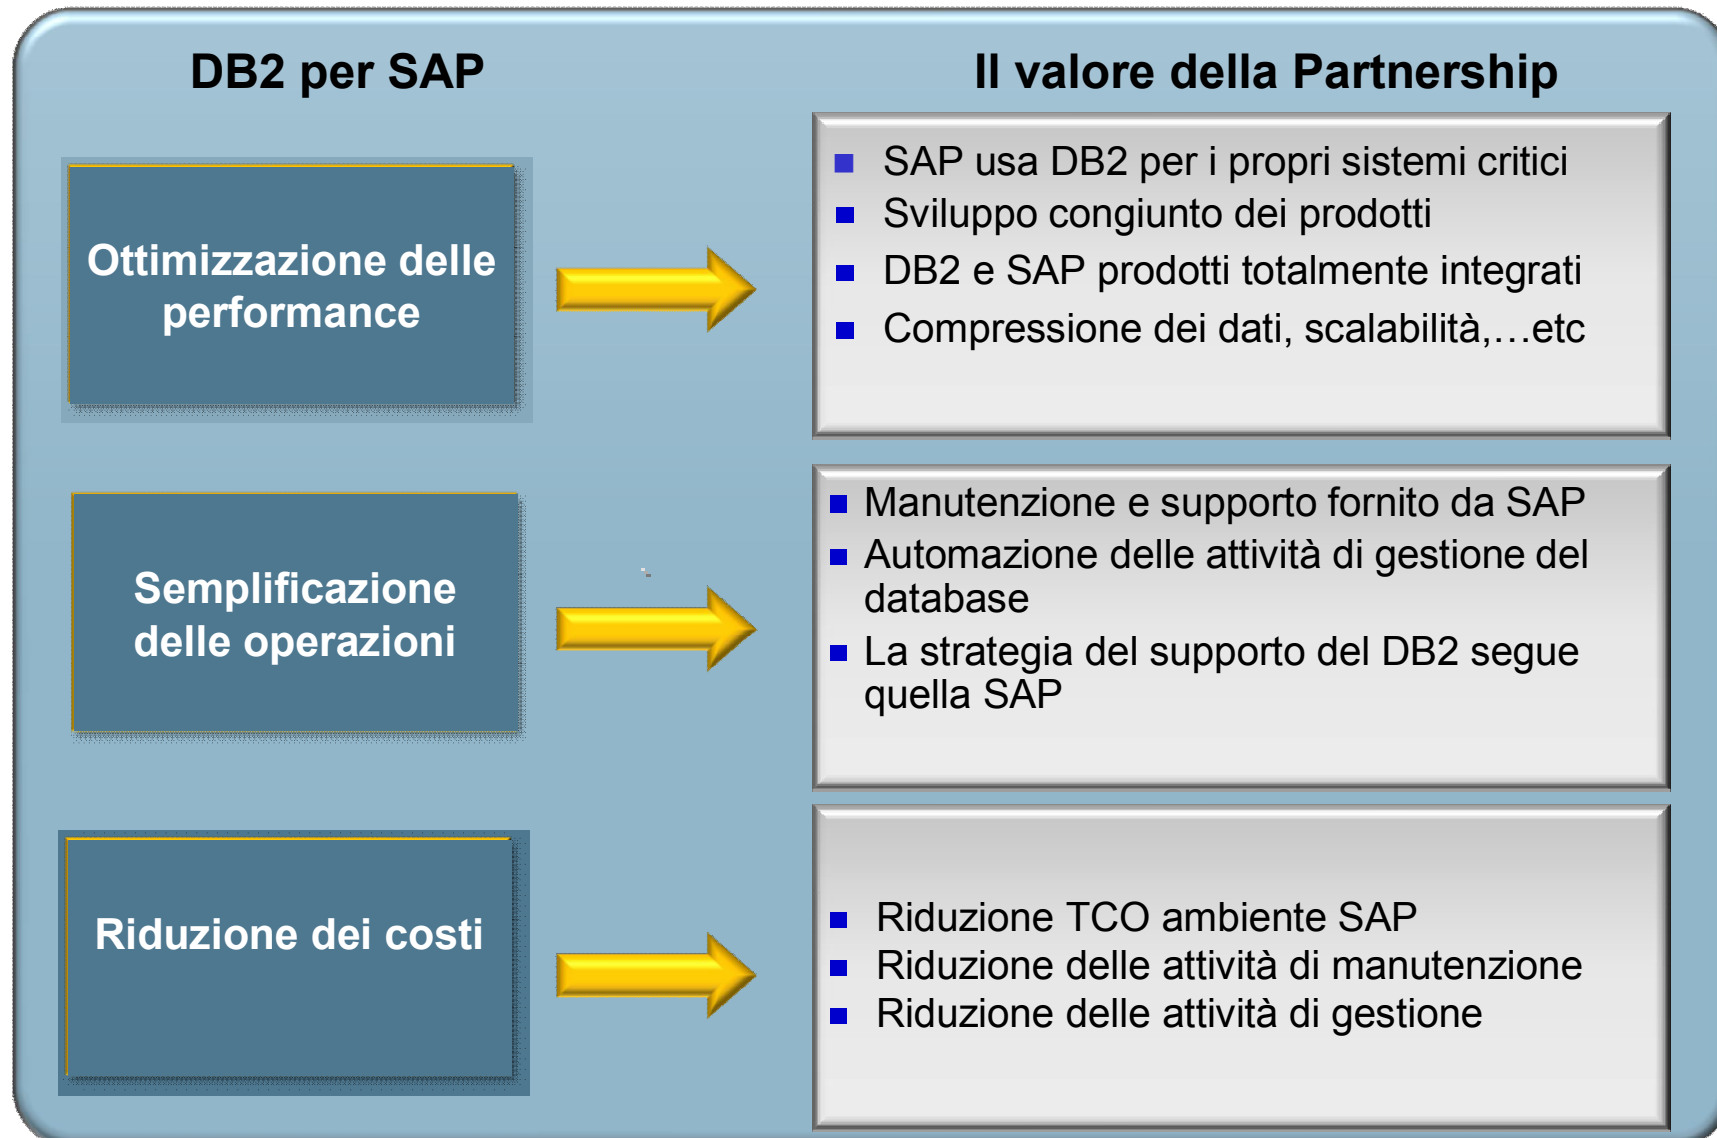 DB2 per SAP
Il valore della Partnership
Ottimizzazione delle
performance
SAP usa DB2 per i propri sistemi critici
Sviluppo congiunto dei prodotti
DB2 e SAP prodotti totalmente integrati
Compressione dei dati, scalabilità,…etc
Semplificazione
delle operazioni
Manutenzione e supporto fornito da SAP
Automazione delle attività di gestione del
database
La strategia del supporto del DB2 segue
quella SAP
Riduzione dei costi
Riduzione TCO ambiente SAP
Riduzione delle attività di manutenzione
Riduzione delle attività di gestione